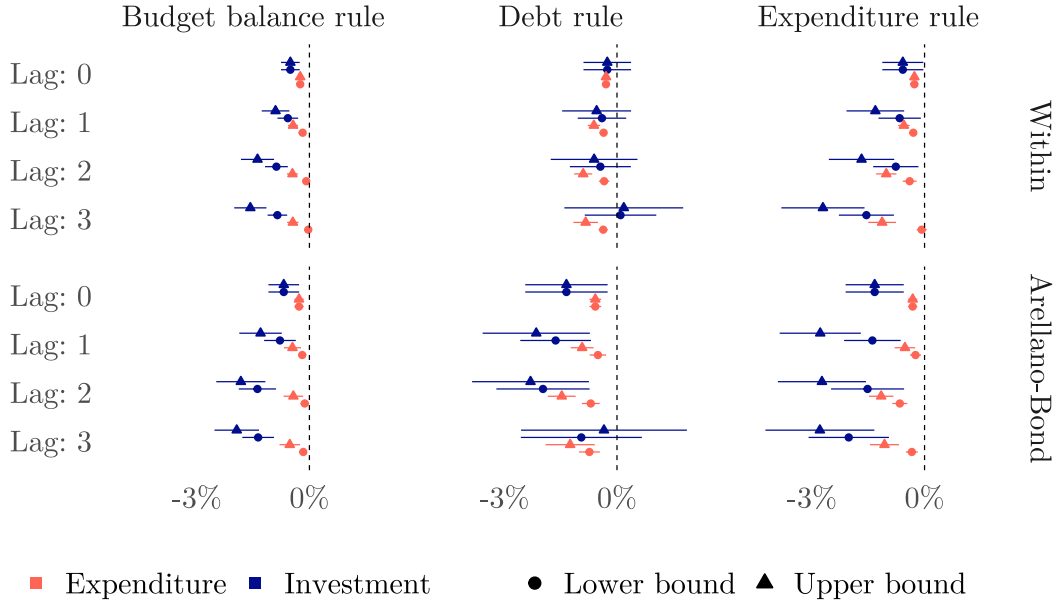 Budget balance rule Debt rule Expenditure rule
Lag: 0
Lag: 1
Lag: 2
Lag: 3
Within
Lag: 0
Lag: 1
Lag: 2
Lag: 3
Arellano-Bond
-3% 0% -3% 0% -3% 0%
Expenditure Investment Lower bound Upper bound